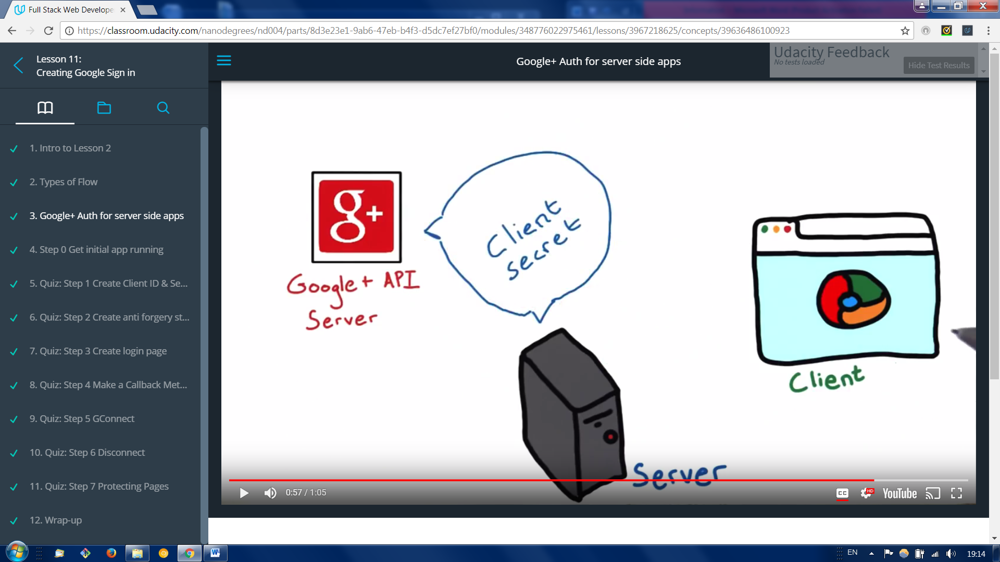 Full Stack Web Develope
https://classroom.udacity.com/nanodegrees/nd004/parts/8d3e23e1-9ab6-47eb-b4f3-d5dc7ef27bf0/modules/348776022975461/lessons/3967218625/concepts/39636486100923
Lesson 11:
Creating Google Sign in
Google+ Auth for server side apps
Udacity Feedback
No tests loaded
Hide Test Results
1. Intro to Lesson 2
2. Types of Flow
3. Google+ Auth for server side apps
4. Step 0 Get initial app running
5. Quiz: Step 1 Create Client ID & Se...
6. Quiz: Step 2 Create anti forgery st...
7. Quiz: Step 3 Create login page
8. Quiz: Step 4 Make a Callback Met...
9. Quiz: Step 5 GConnect
10. Quiz: Step 6 Disconnect
11. Quiz: Step 7 Protecting Pages
12. Wrap-up
g+
Google+ API
Server
Client
secret
Client
Server
0:57 / 1:05
CC
HD
YouTube
W
EN
19:14